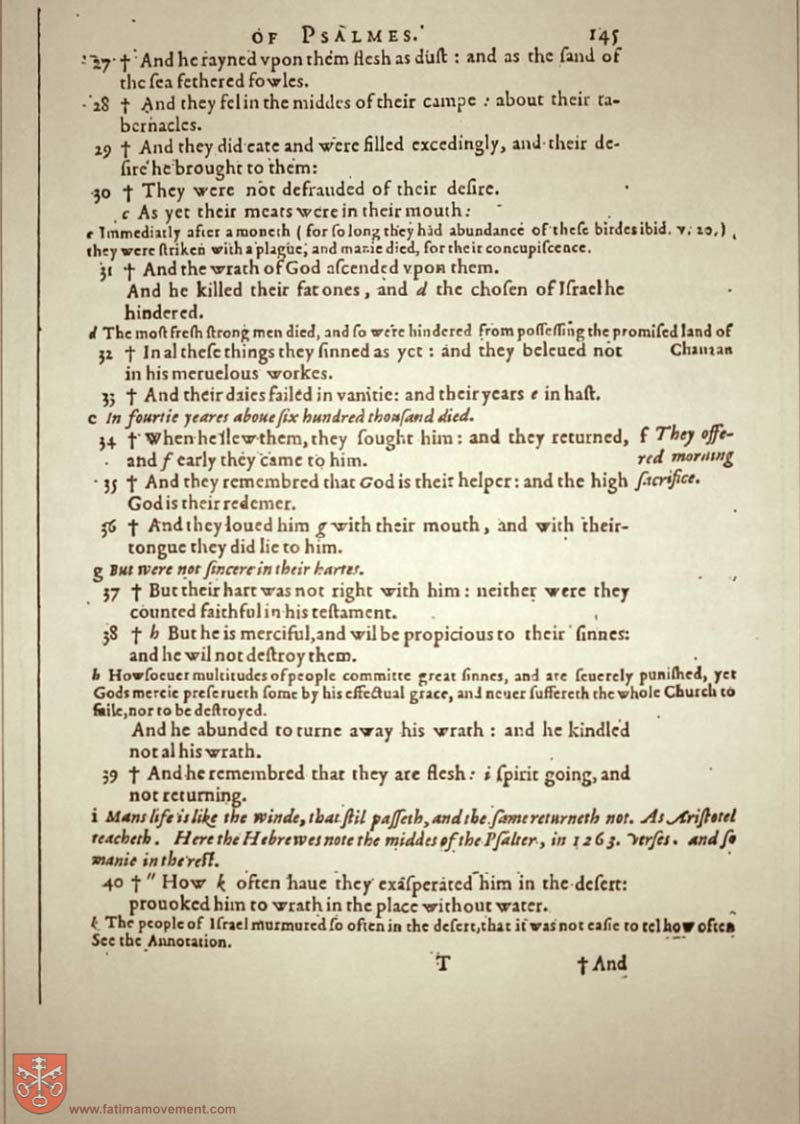 OF PSALMES. 145
27 † And he rayned vpon them flesh as dust : and as the sand of
the sea fethered fowles.
28 † And they fel in the middes of their campe : about their ta-
bernacles.
29 † And they did eate and were filled excedingly, and their de-
sire he brought to them:
30 † They were not defrauded of their desire.
c As yet their meats were in their mouth:
c Immediatly after a moneth ( for so long they had abundance of these birdes ibid. v. 20.)
they were striken with a plague, and manie died, for their concupiscence.
31 † And the wrath of God ascended vpon them.
And he killed their fat ones, and d the chosen of Israel he
hindered.
d The most fresh strong men died, and so were hindered from possessing the promised land of
Chanaan
32 † In al these things they sinned as yet : and they beleued not
in his meruelous workes.
33 † And their daies failed in vanitie: and their years e in hast.
c In fourtie yeares aboue six hundred thousand died.
34 † When he slew them, they sought him : and they returned,
and f early they came to him.
f They offe-
red morning
sacrifice.
35 † And they remembred that God is their helper: and the high
God is their redemer.
36 † And they loued him g with their mouth, and with their
tongue they did lie to him.
g But were not sincere in their hartes.
37 † But their hart was not right with him : neither were they
counted faithful in his testament.
38 † h But he is merciful, and wil be propicious to their sinnes:
and he wil not destroy them.
h Howsoeuer multitudes of people committe great sinnes, and are seuerely punished, yet
Gods mercie preserueth some by his effectual grace, and neuer suffereth the whole Church to
faile, nor to be destroyed.
And he abunded to turne away his wrath : and he kindled
not al his wrath.
39 † And he remembred that they are flesh: i spirit going, and
not returning.
i Mans life is like the winde, that stil passeth, and the same returneth not. As Aristotel
teacheth. Here the Hebrewes note the middes of the Psalter, in 1263. Verses. and so
manie in the rest.
40 † " How k often haue they exasperated him in the desert:
prouoked him to wrath in the place without water.
k The people of Israel murmured so often in the desert, that it was not easie to tel how often
See the Annotation.
T † And
www.fatimamovement.com